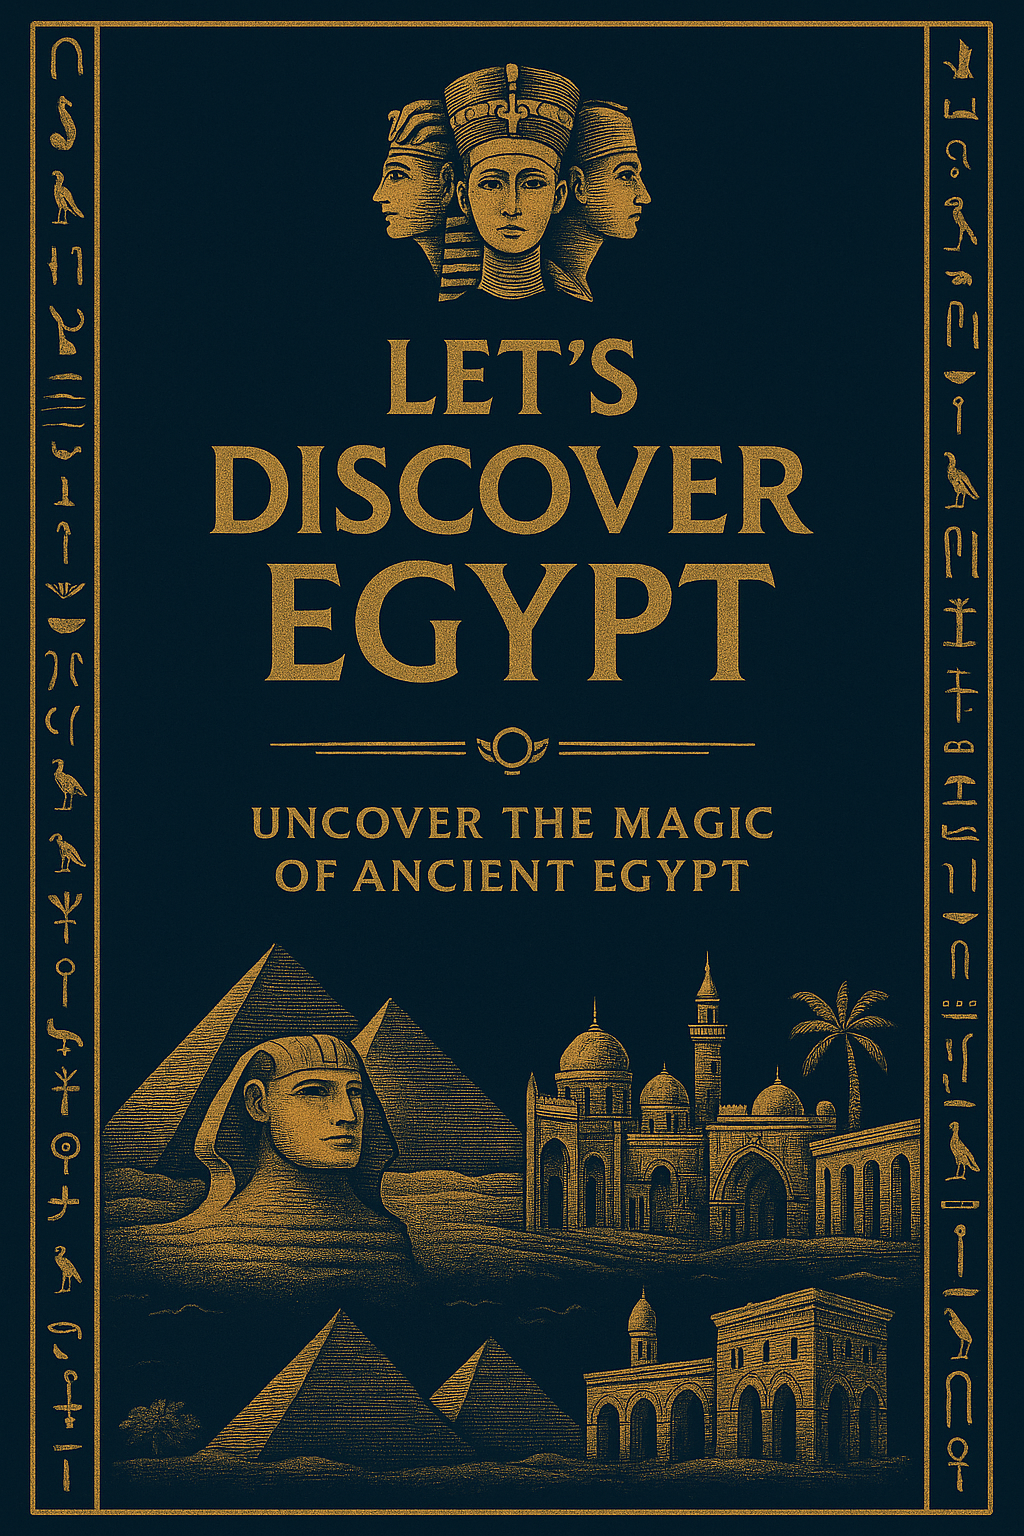 LET'S
DISCOVER
EGYPT
UNCOVER THE MAGIC
OF ANCIENT EGYPT